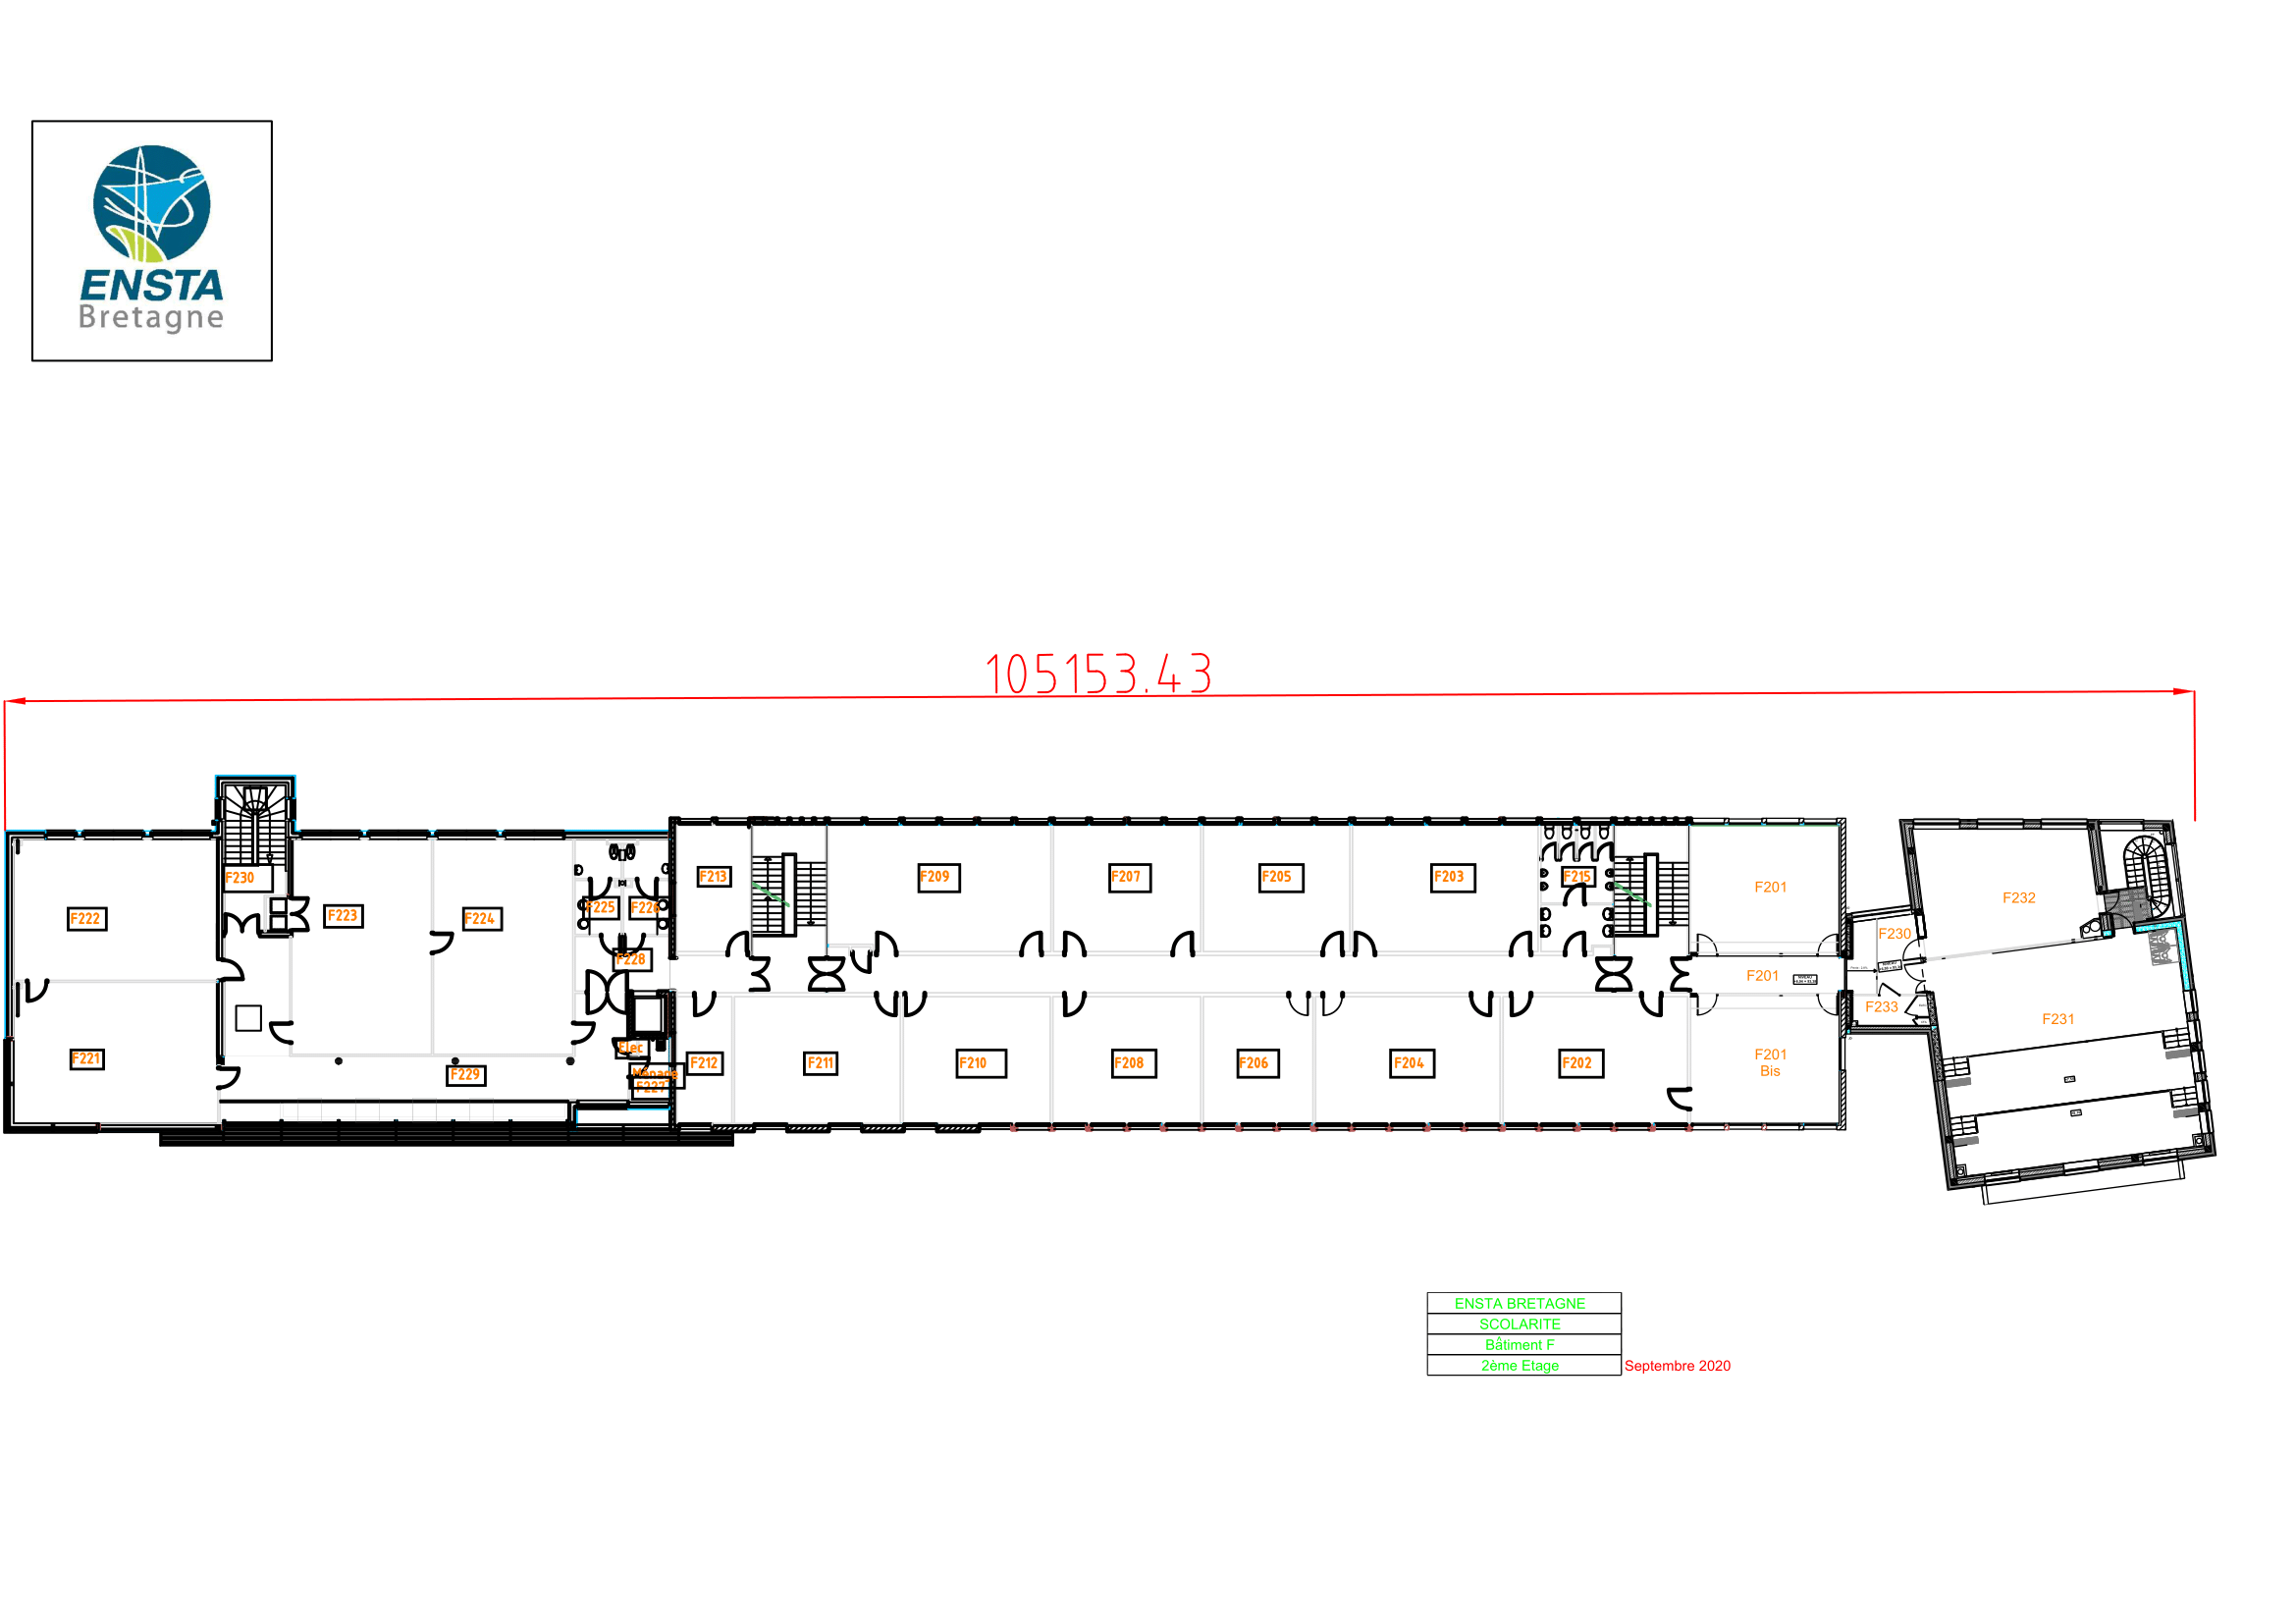 ENSTA
Bretagne
105153.43
F230
F222
F223
F224
F225
F226
F228
F213
F209
F207
F205
F203
F215
F201
F232
F230
F201
F233
F231
F221
F229
Elec
Ménage
F227
F212
F211
F210
F208
F206
F204
F202
F201
Bis
ENSTA BRETAGNE
SCOLARITE
Bâtiment F
2ème Etage
Septembre 2020